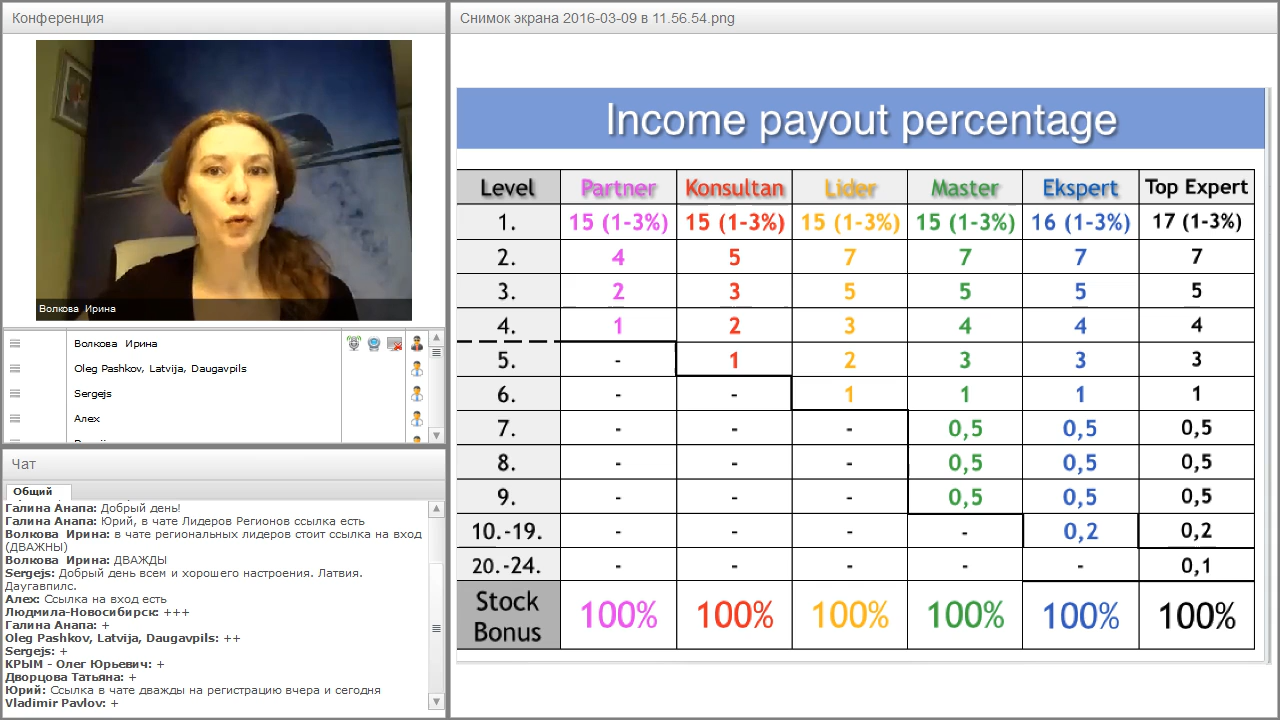 Конференция
Волкова Ирина
Волкова Ирина
Oleg Pashkov, Latvija, Daugavpils
Sergejs
Алех
Чат
Общий
Галина Анапа: Добрый день!
Галина Анапа: Юрий, в чате Лидеров Регионов ссылка есть
Волкова Ирина: в чате региональных лидеров стоит ссылка на вход
(ДВАЖНЫ)
Волкова Ирина: ДВАЖДЫ
Sergejs: Добрый день всем и хорошего настроения. Латвия.
Даугавпилс.
Алех: Ссылка на вход есть
Людмила-Новосибирск: +++
Галина Анапа: +
Oleg Pashkov, Latvija, Daugavpils: ++
Sergejs: +
КРЫМ - Олег Юрьевич: +
Дворцова Татьяна: +
Юрий: Ссылка в чате дважды на регистрацию вчера и сегодня
Vladimir Pavlov: +
Снимок экрана 2016-03-09 в 11.56.54.png
Income payout percentage
Level Partner Konsultan Lider Master Ekspert Top Expert
1. 15 (1-3%) 15 (1-3%) 15 (1-3%) 15 (1-3%) 16 (1-3%) 17 (1-3%)
2. 4 5 7 7 7 7
3. 2 3 5 5 5 5
4. 1 2 3 4 4 4
5. - 1 2 3 3 3
6. - - 1 1 1 1
7. - - - 0,5 0,5 0,5
8. - - - 0,5 0,5 0,5
9. - - - 0,5 0,5 0,5
10.-19. - - - - 0,2 0,2
20.-24. - - - - - 0,1
Stock
Bonus 100% 100% 100% 100% 100% 100%